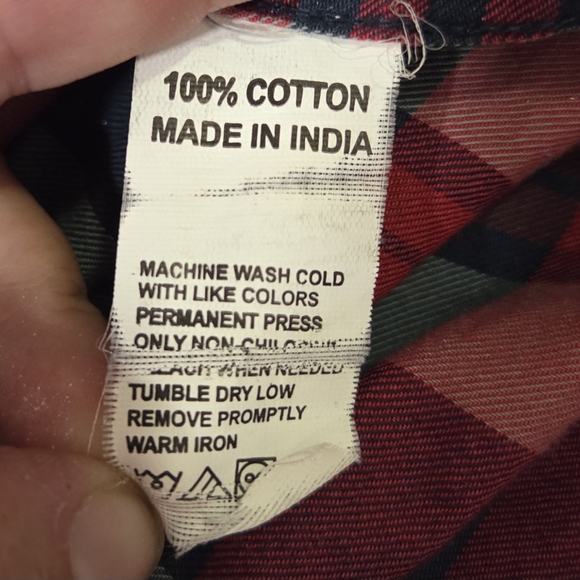 100% COTTON
MADE IN INDIA
MACHINE WASH COLD
WITH LIKE COLORS
PERMANENT PRESS
ONLY NON-
WHEN NEEDED
TUMBLE DRY LOW
REMOVE PROMPTLY
WARM IRON